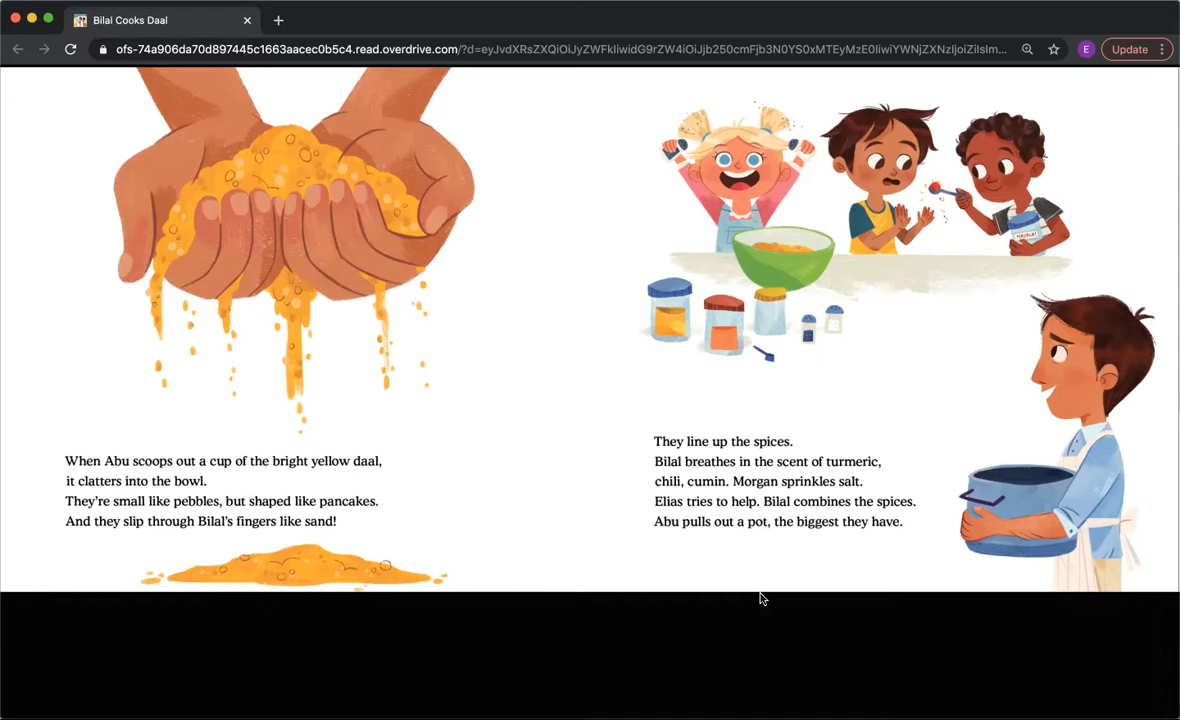 Bilal Cooks Daal
ofs-74a906da70d897445c1663aacec0b5c4.read.overdrive.com
E
Update
MASALA!
When Abu scoops out a cup of the bright yellow daal,
it clatters into the bowl.
They're small like pebbles, but shaped like pancakes.
And they slip through Bilal's fingers like sand!
They line up the spices.
Bilal breathes in the scent of turmeric,
chili, cumin. Morgan sprinkles salt.
Elias tries to help. Bilal combines the spices.
Abu pulls out a pot, the biggest they have.